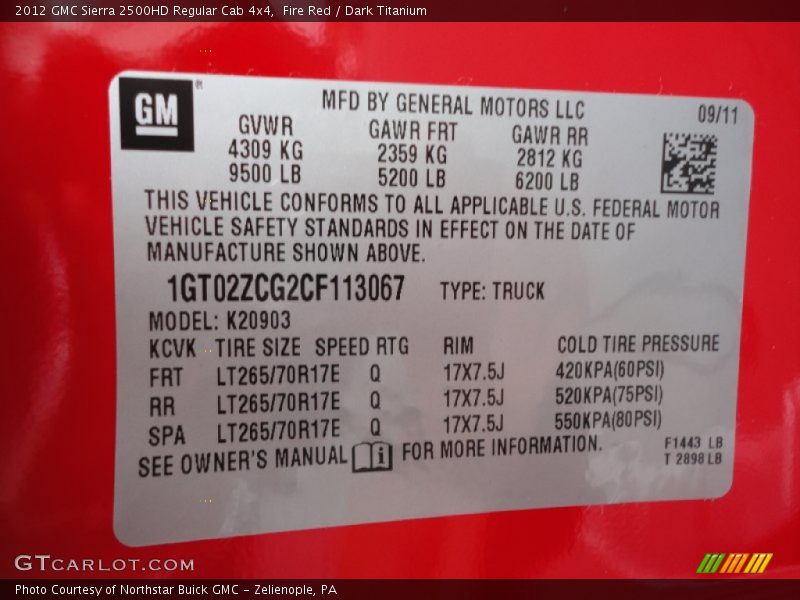 2012 GMC Sierra 2500HD Regular Cab 4x4,  Fire Red / Dark Titanium
GM®
MFD BY GENERAL MOTORS LLC
09/11
GVWR GAWR FRT GAWR RR
4309 KG 2359 KG 2812 KG
9500 LB 5200 LB 6200 LB
THIS VEHICLE CONFORMS TO ALL APPLICABLE U.S. FEDERAL MOTOR
VEHICLE SAFETY STANDARDS IN EFFECT ON THE DATE OF
MANUFACTURE SHOWN ABOVE.
1GT02ZCG2CF113067 TYPE: TRUCK
MODEL: K20903
KCVK TIRE SIZE SPEED RTG RIM COLD TIRE PRESSURE
FRT LT265/70R17E Q 17X7.5J 420KPA(60PSI)
RR LT265/70R17E Q 17X7.5J 520KPA(75PSI)
SPA LT265/70R17E Q 17X7.5J 550KPA(80PSI)
SEE OWNER'S MANUAL i FOR MORE INFORMATION.
F1443 LB
T 2898 LB
GTCARLOT.COM
Photo Courtesy of Northstar Buick GMC - Zelienople, PA